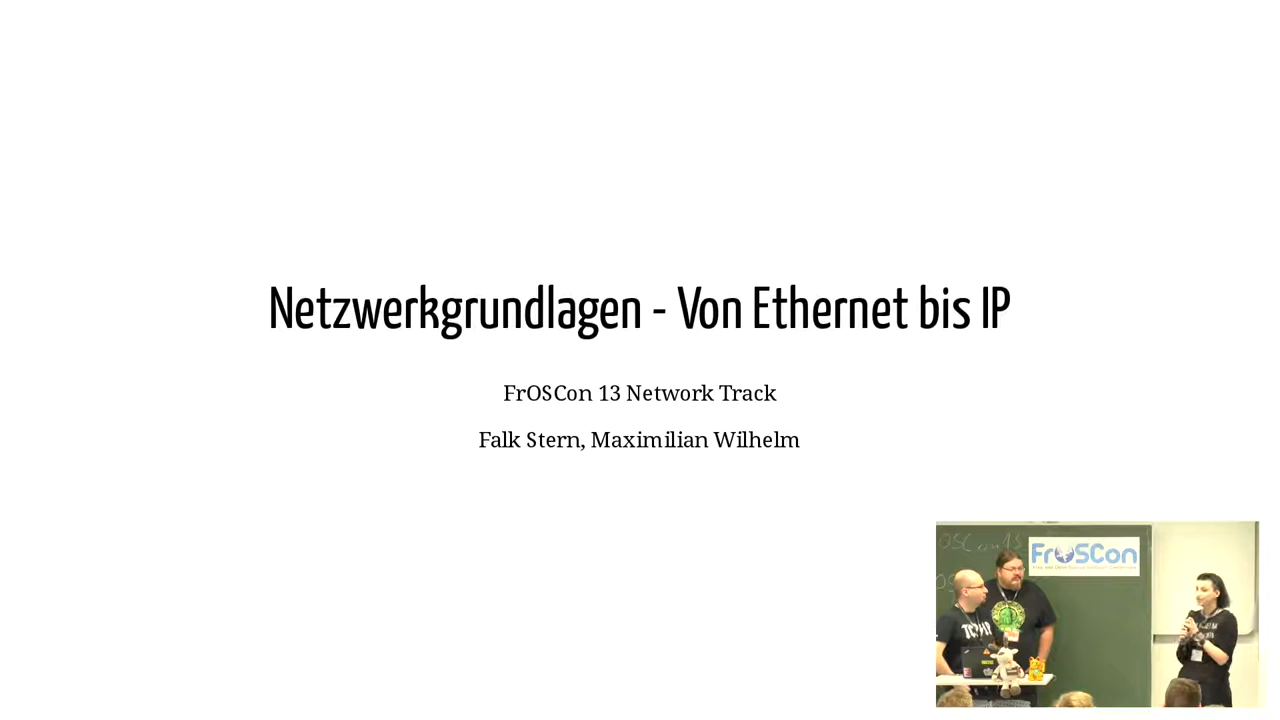 Netzwerkgrundlagen - Von Ethernet bis IP
FrOSCon 13 Network Track
Falk Stern, Maximilian Wilhelm
FrOSCon